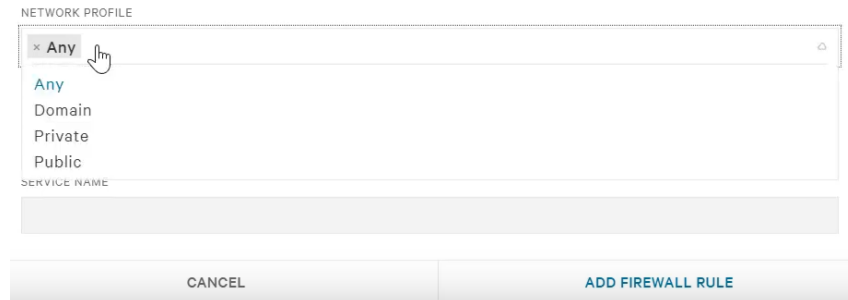 NETWORK PROFILE
× Any
Any
Domain
Private
Public
SERVICE NAME
CANCEL
ADD FIREWALL RULE